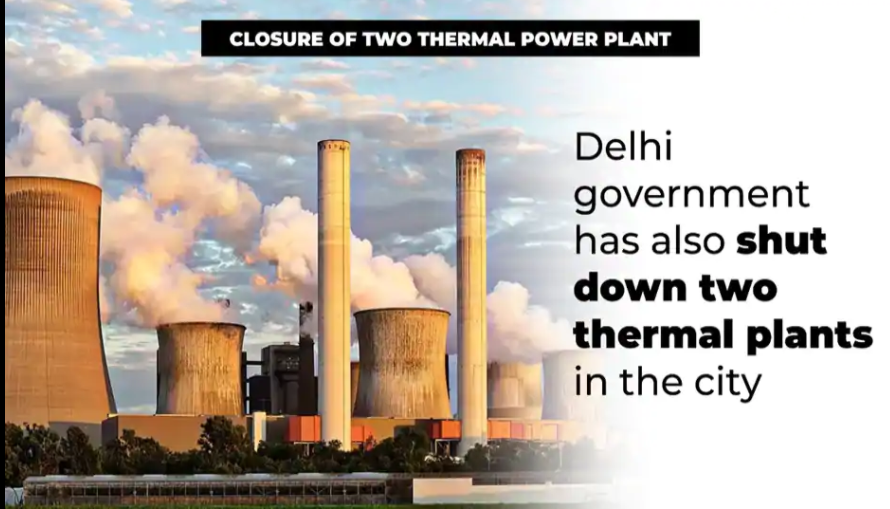 CLOSURE OF TWO THERMAL POWER PLANT
Delhi
government
has also shut
down two
thermal plants
in the city